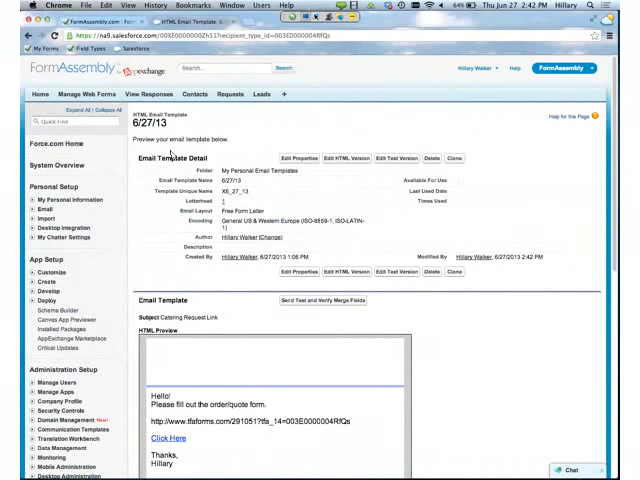 Chrome File Edit View History Bookmarks Window Users Help
64% Thu Jun 27 2:42 PM Hillary
FormAssembly.com : For
HTML Email Template: 6
https://na9.salesforce.com/00XE0000000Zh51?recipient_type_id=003E0000004RfQs
My Forms Field Types Salesforce
FormAssembly
appexchange
Search... Search
Hillary Walker Help FormAssembly
Home Manage Web Forms View Responses Contacts Requests Leads +
Expand All | Collapse All
Quick Find
Force.com Home
System Overview
Personal Setup
My Personal Information
Email
Import
Desktop Integration
My Chatter Settings
App Setup
Customize
Create
Develop
Deploy
Schema Builder
Canvas App Previewer
Installed Packages
AppExchange Marketplace
Critical Updates
Administration Setup
Manage Users
Manage Apps
Company Profile
Security Controls
Domain Management New!
Communication Templates
Translation Workbench
Data Management
Monitoring
Mobile Administration
Desktop Administration
HTML Email Template
6/27/13
Help for this Page
Preview your email template below.
Email Template Detail
Edit Properties Edit HTML Version Edit Text Version Delete Clone
Folder My Personal Email Templates
Email Template Name 6/27/13 Available For Use
Template Unique Name X6_27_13 Last Used Date
Letterhead 1 Times Used
Email Layout Free Form Letter
Encoding General US & Western Europe (ISO-8859-1, ISO-LATIN-
1)
Author Hillary Walker [Change]
Description
Created By Hillary Walker, 6/27/2013 1:06 PM Modified By Hillary Walker, 6/27/2013 2:42 PM
Edit Properties Edit HTML Version Edit Text Version Delete Clone
Email Template Send Test and Verify Merge Fields
Subject Catering Request Link
HTML Preview
Hello!
Please fill out the order/quote form.
http://www.tfaforms.com/291051?tfa_14=003E0000004RfQs
Click Here
Thanks,
Hillary
Chat